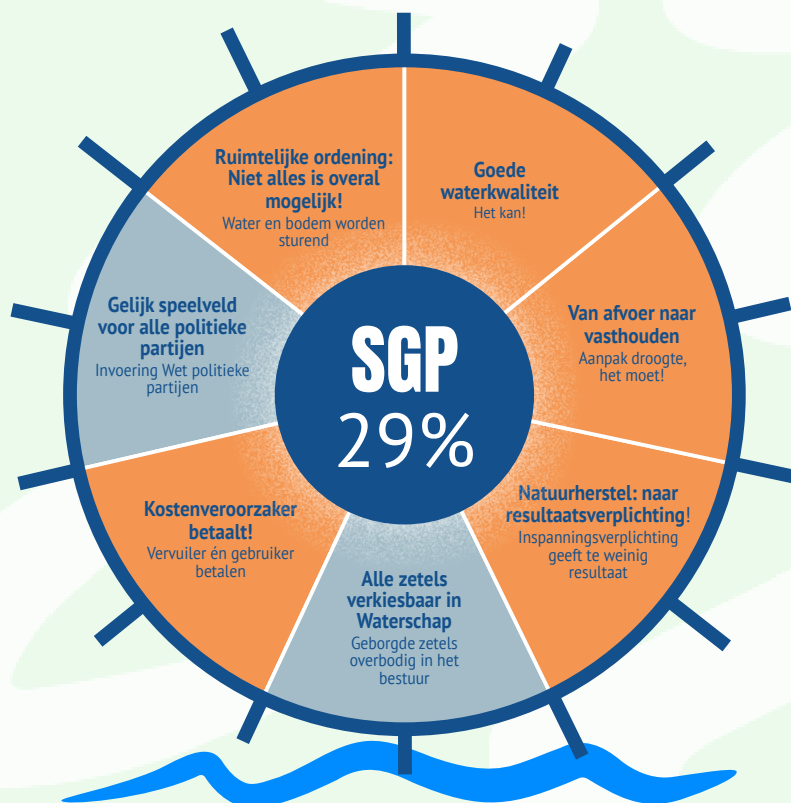 Ruimtelijke ordening:
Niet alles is overal
mogelijk!
Water en bodem worden
sturend
Goede
waterkwaliteit
Het kan!
Van afvoer naar
vasthouden
Aanpak droogte,
het moet!
Natuurherstel: naar
resultaatsverplichting!
Inspanningsverplichting
geeft te weinig
resultaat
Alle zetels
verkiesbaar in
Waterschap
Geborgde zetels
overbodig in het
bestuur
Kostenveroorzaker
betaalt!
Vervuiler én gebruiker
betalen
Gelijk speelveld
voor alle politieke
partijen
Invoering Wet politieke
partijen
SGP
29%